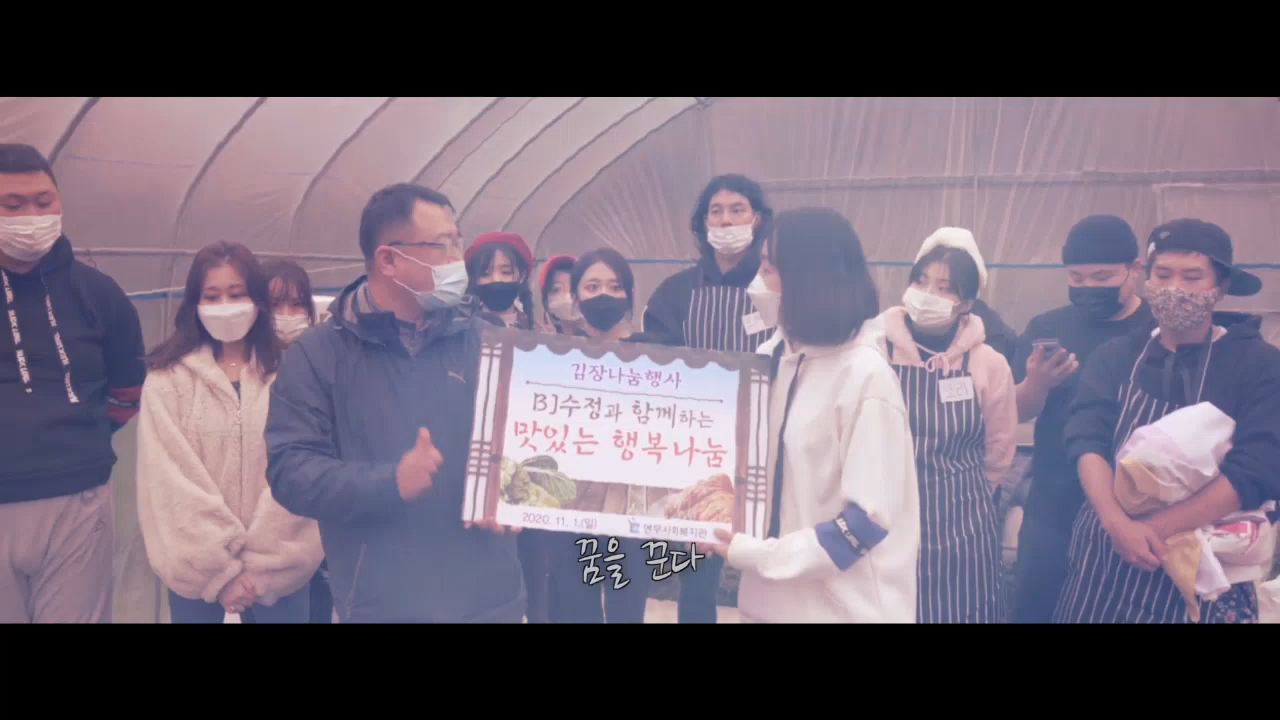 김장나눔행사
BJ수정과 함께하는
맛있는 행복나눔
2020. 11. 1.(일)
연무사회복지관
꿈을 꾼다